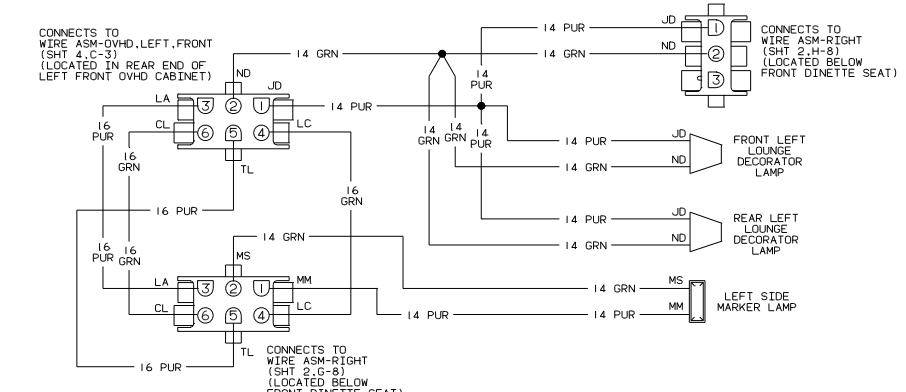 CONNECTS TO
WIRE ASM-OVHD,LEFT,FRONT
(SHT 4,C-3)
(LOCATED IN REAR END OF
LEFT FRONT OVHD CABINET)
14 PUR
JD
1
CONNECTS TO
WIRE ASM-RIGHT
(SHT 2,H-8)
(LOCATED BELOW
FRONT DINETTE SEAT)
14 GRN
14 GRN
ND
2
3
ND
JD
14
PUR
LA
3
2
1
14 PUR
CL
6
5
4
LC
16
PUR
16
GRN
TL
14
GRN
14
GRN
14
PUR
14 PUR
JD
14 GRN
ND
FRONT LEFT
LOUNGE
DECORATOR
LAMP
16
GRN
16 PUR
14 PUR
JD
14 GRN
ND
REAR LEFT
LOUNGE
DECORATOR
LAMP
14 GRN
16
PUR
16
GRN
MS
LA
3
2
1
MM
CL
6
5
4
LC
14 GRN
MS
14 PUR
14 PUR
MM
LEFT SIDE
MARKER LAMP
TL
16 PUR
CONNECTS TO
WIRE ASM-RIGHT
(SHT 2,G-8)
(LOCATED BELOW
FRONT DINETTE SEAT)